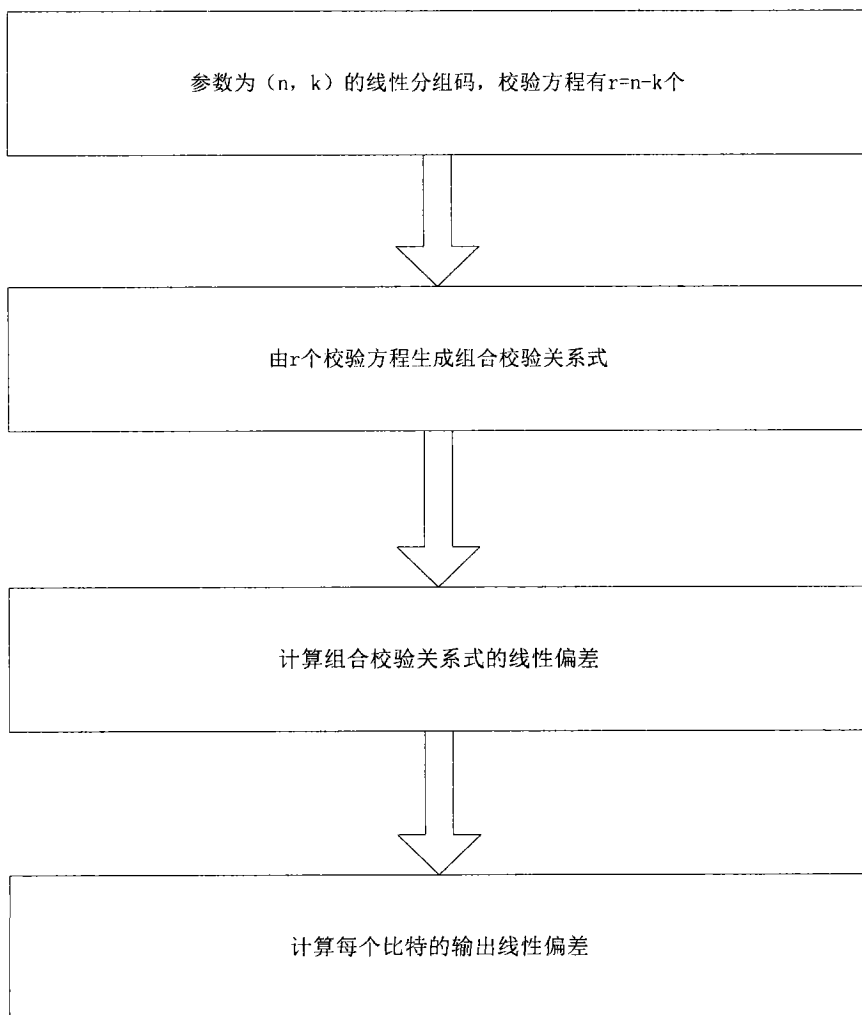 参数为（n, k）的线性分组码，校验方程有r=n-k个
由r个校验方程生成组合校验关系式
计算组合校验关系式的线性偏差
计算每个比特的输出线性偏差